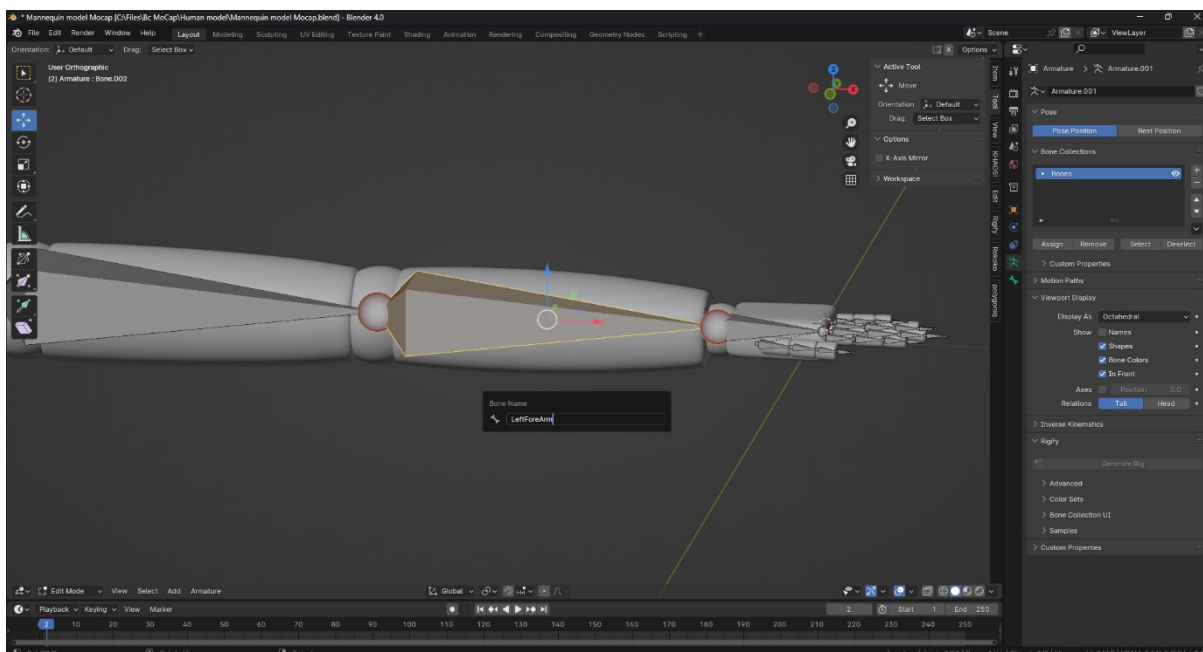 * Mannequin model Mocap [C:\Files\Bc MoCap\Human model\Mannequin model Mocap.blend] - Blender 4.0
File Edit Render Window Help Layout Modeling Sculpting UV Editing Texture Paint Shading Animation Rendering Compositing Geometry Nodes Scripting + Scene ViewLayer
Orientation: Default Drag: Select Box Options
User Orthographic
(2) Armature : Bone.002
Z
X
Active Tool
Move
Orientation Default
Drag: Select Box
Options
X-Axis Mirror
Workspace
Item
Tool
View
Edit
Rigify
Rokoko
polygoniq
Armature > Armature.001
Armature.001
Pose
Pose Position Rest Position
Bone Collections
Bones
Assign Remove Select Deselect
Custom Properties
Motion Paths
Viewport Display
Display As Octahedral
Show Names
Shapes
Bone Colors
In Front
Axes Position 0.0
Relations Tail Head
Inverse Kinematics
Rigify
Generate Rig
Advanced
Color Sets
Bone Collection UI
Samples
Custom Properties
Bone Name
LeftForeArm
Edit Mode View Select Add Armature Global
Playback Keying View Marker 2 Start 1 End 250
2 10 20 30 40 50 60 70 80 90 100 110 120 130 140 150 160 170 180 190 200 210 220 230 240 250